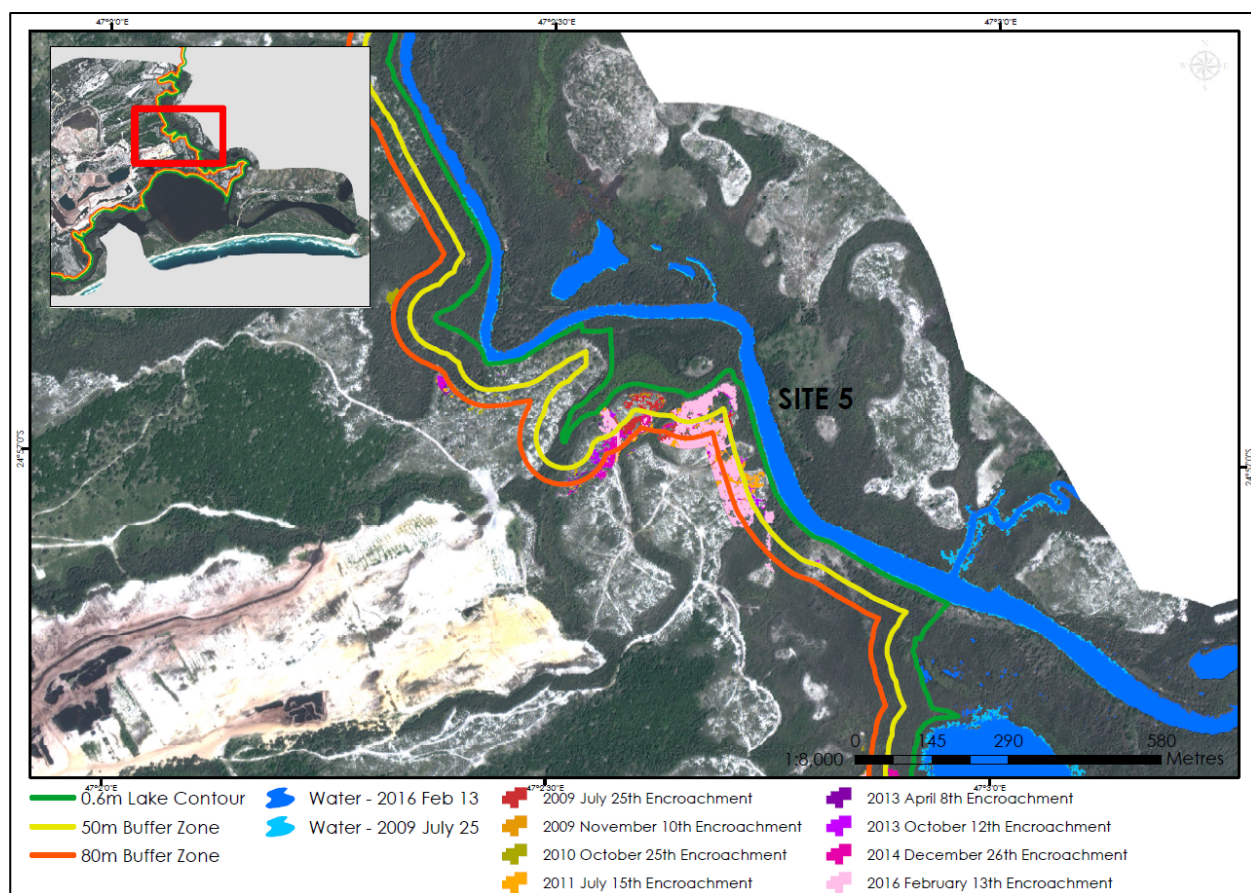 47°2'0"E 47°2'30"E 47°3'0"E
N
W E
S
SITE 5
24°57'0"S 24°57'0"S
0 145 290 580
1:8,000 Metres
47°2'0"E 47°2'30"E 47°3'0"E
0.6m Lake Contour
50m Buffer Zone
80m Buffer Zone
Water - 2016 Feb 13
Water - 2009 July 25
2009 July 25th Encroachment
2009 November 10th Encroachment
2010 October 25th Encroachment
2011 July 15th Encroachment
2013 April 8th Encroachment
2013 October 12th Encroachment
2014 December 26th Encroachment
2016 February 13th Encroachment